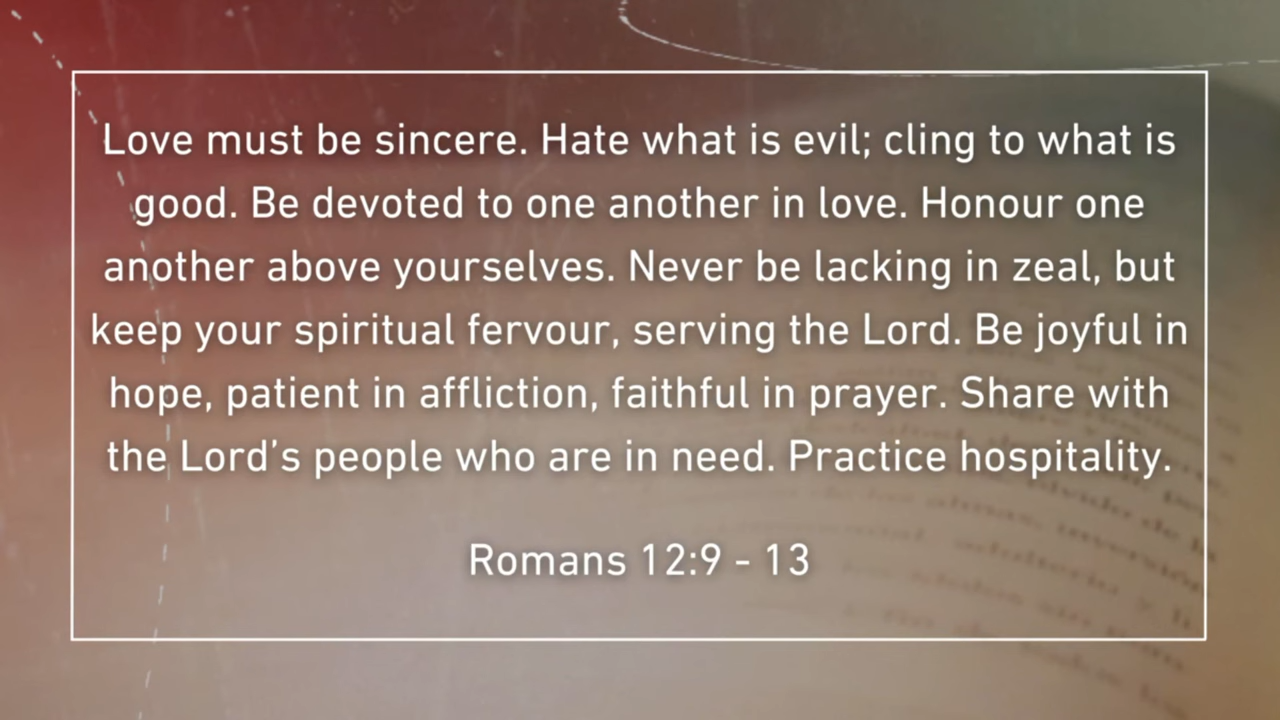 Love must be sincere. Hate what is evil; cling to what is
good. Be devoted to one another in love. Honour one
another above yourselves. Never be lacking in zeal, but
keep your spiritual fervour, serving the Lord. Be joyful in
hope, patient in affliction, faithful in prayer. Share with
the Lord’s people who are in need. Practice hospitality.
Romans 12:9 - 13